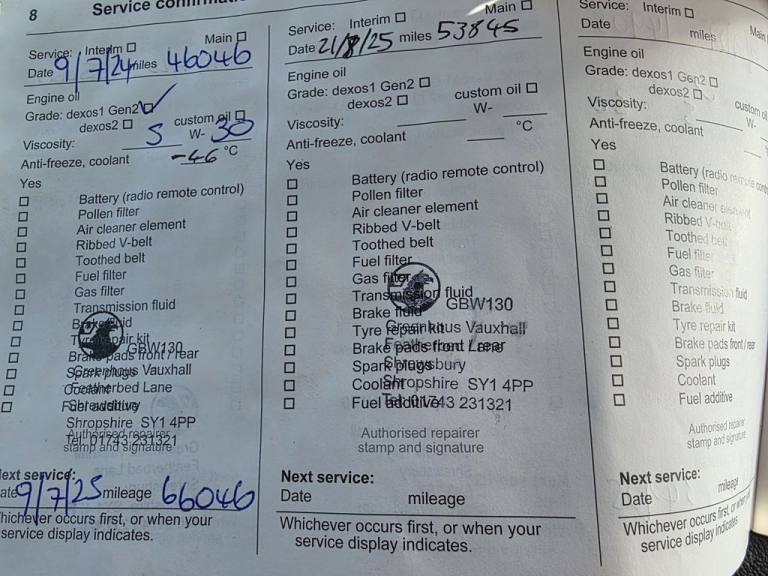 8
Service confirmat
Service: Interim ☐ Main ☐
Date 9/7/24 miles 46046
Engine oil
Grade: dexos1 Gen2 ☑
dexos2 ☐ custom oil ☐
Viscosity: 5 W- 30
Anti-freeze, coolant -46 °C
Yes
☐ Battery (radio remote control)
☐ Pollen filter
☐ Air cleaner element
☐ Ribbed V-belt
☐ Toothed belt
☐ Fuel filter
☐ Gas filter
☐ Transmission fluid
☐ Brake fluid
☐ Tyre repair kit
☐ Brake pads front / rear
☐ Spark plugs
☐ Coolant
☐ Fuel additive
GBW130
Greenhous Vauxhall
Featherbed Lane
Shrewsbury
Shropshire SY1 4PP
Tel: 01743 231321
Authorised repairer
stamp and signature
ext service:
ate 9/7/25 mileage 66046
hichever occurs first, or when your
service display indicates.
Service: Interim ☐ Main ☐
Date 21/8/25 miles 53845
Engine oil
Grade: dexos1 Gen2 ☐
dexos2 ☐ custom oil ☐
Viscosity: W-
Anti-freeze, coolant °C
Yes
☐ Battery (radio remote control)
☐ Pollen filter
☐ Air cleaner element
☐ Ribbed V-belt
☐ Toothed belt
☐ Fuel filter
☐ Gas filter
☐ Transmission fluid
☐ Brake fluid
☐ Tyre repair kit
☐ Brake pads front / rear
☐ Spark plugs
☐ Coolant
☐ Fuel additive
GBW130
Greenhous Vauxhall
Featherbed Lane
Shrewsbury
Shropshire SY1 4PP
Tel: 01743 231321
Authorised repairer
stamp and signature
Next service:
Date mileage
Whichever occurs first, or when your
service display indicates.
Service: Interim ☐ Main
Date miles
Engine oil
Grade: dexos1 Gen2 ☐
dexos2 ☐ custom oil
Viscosity: W-
Anti-freeze, coolant
Yes
☐ Battery (radio remote control)
☐ Pollen filter
☐ Air cleaner element
☐ Ribbed V-belt
☐ Toothed belt
☐ Fuel filter
☐ Gas filter
☐ Transmission fluid
☐ Brake fluid
☐ Tyre repair kit
☐ Brake pads front / rear
☐ Spark plugs
☐ Coolant
☐ Fuel additive
Authorised repairer
stamp and signature
Next service:
Date mileage
Whichever occurs first, or when
service display indicates